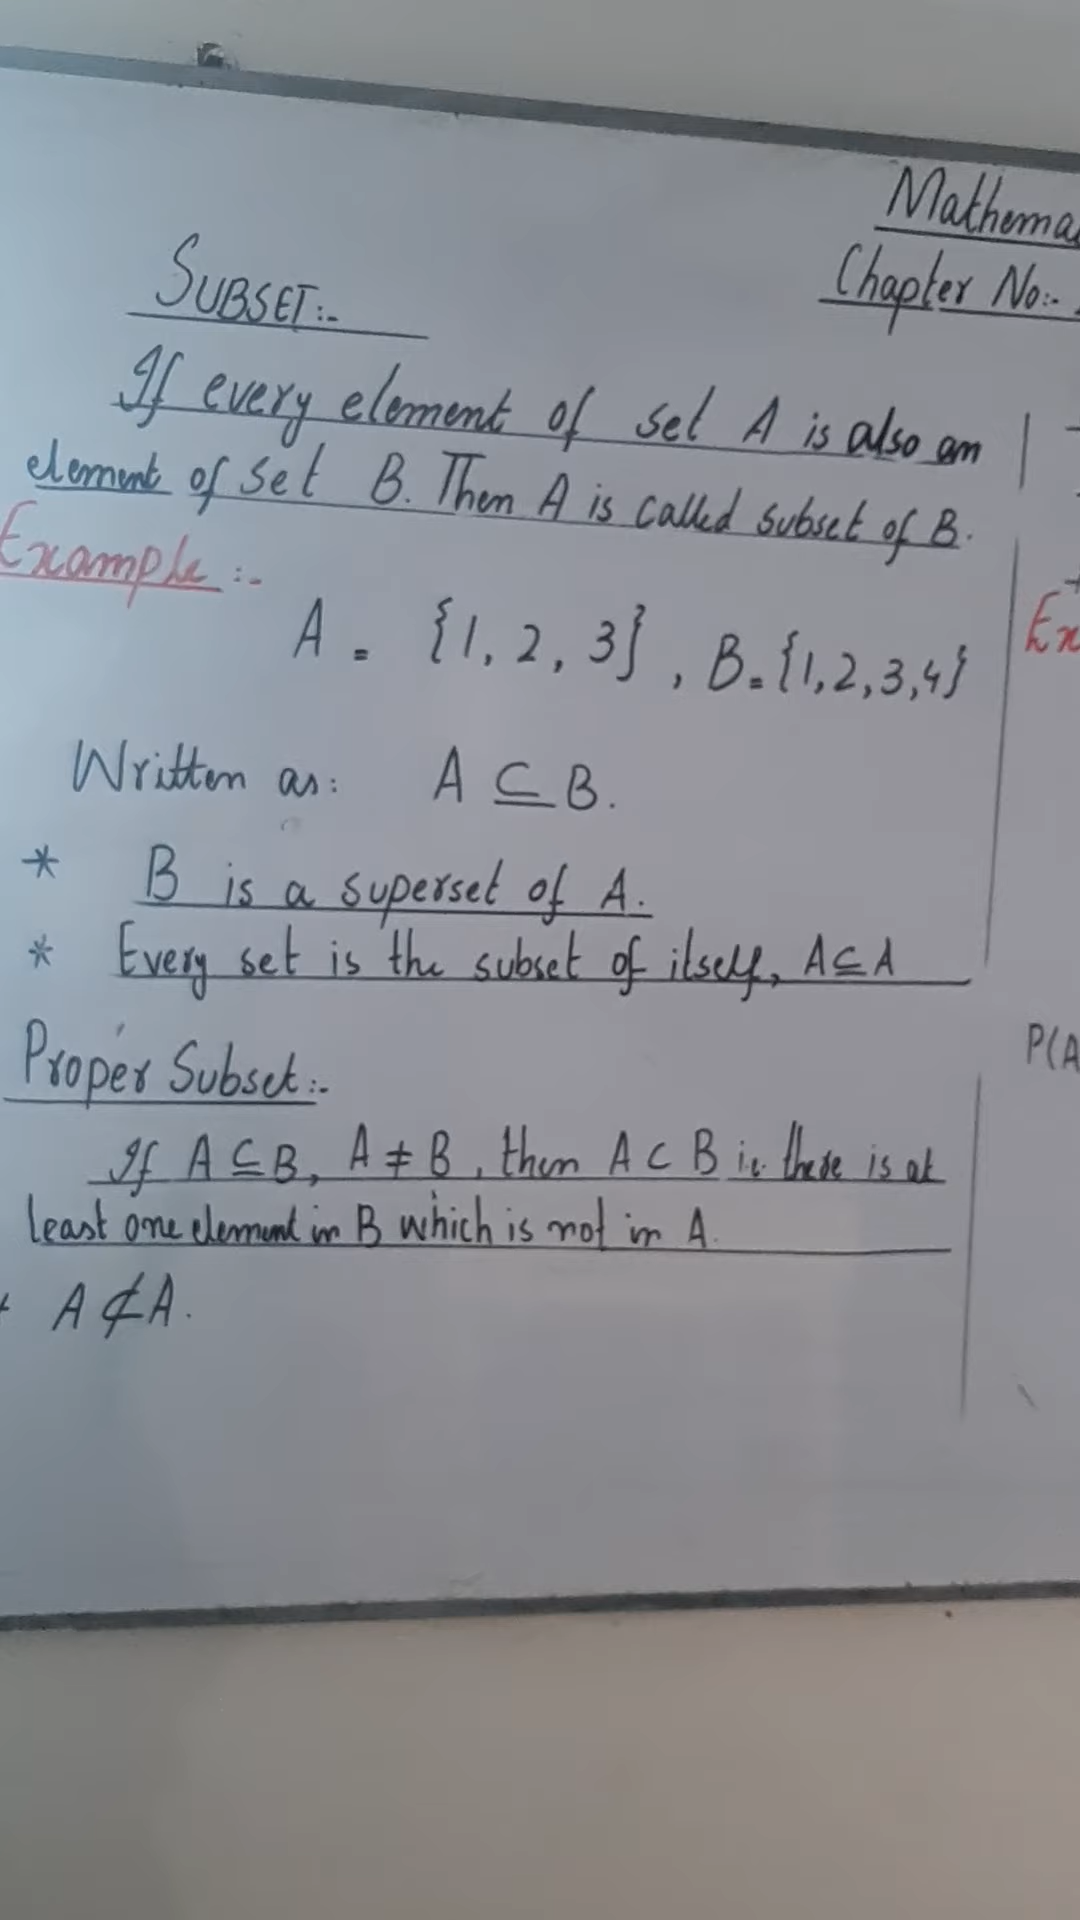 Mathema
Chapter No:-
SUBSET:-
If every element of set A is also an
element of set B. Then A is called subset of B.
Example:-
A = {1, 2, 3}, B = {1,2,3,4}
Written as: A ⊆ B.
* B is a superset of A.
* Every set is the subset of itself, A ⊆ A
Proper Subset:-
If A ⊆ B, A ≠ B, then A ⊂ B i.e. there is at
least one element in B which is not in A.
A ⊄ A.
Ex
P(A